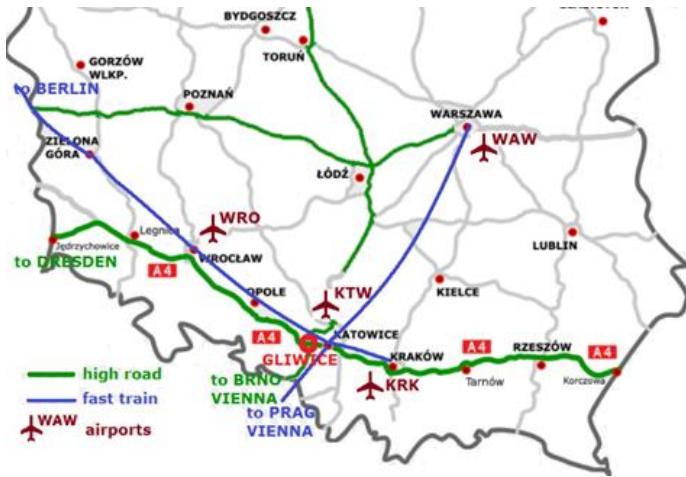 BYDGOSZCZ
TORUŃ
GORZÓW
WLKP.
to BERLIN
POZNAŃ
WARSZAWA
WAW
ZIELONA
GÓRA
ŁÓDŹ
WRO
Legnica
LUBLIN
Jędrzychowice
to DRESDEN
WROCŁAW
A4
OPOLE
KTW
KIELCE
A4
KATOWICE
GLIWICE
A4
RZESZÓW
A4
KRAKÓW
Tarnów
Korczowa
to BRNO
VIENNA
KRK
high road
fast train
to PRAG
VIENNA
WAW airports